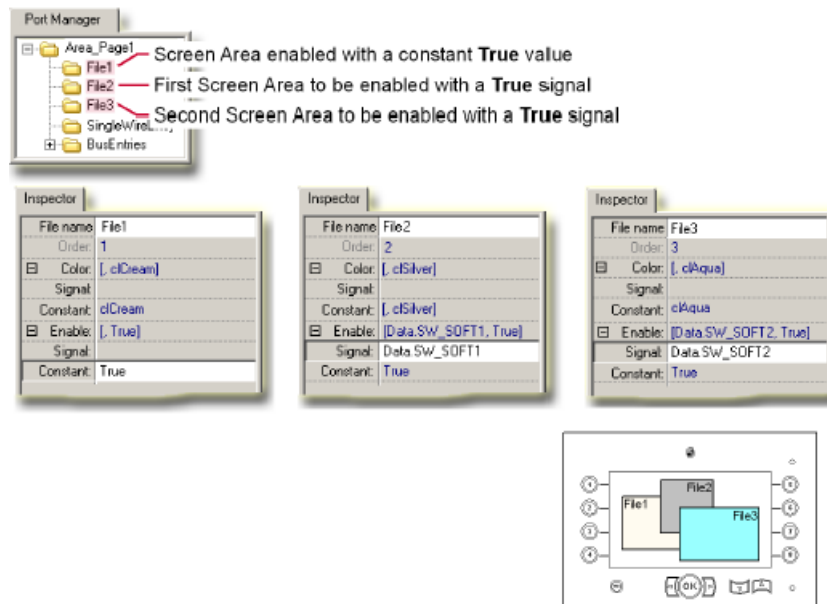 Port Manager
Area_Page1
File1
Screen Area enabled with a constant True value
File2
First Screen Area to be enabled with a True signal
File3
Second Screen Area to be enabled with a True signal
BusEntries
Inspector
File name File1
Order: 1
Color: [, clCream]
Signal:
Constant: clCream
Enable: [, True]
Signal:
Constant: True
Inspector
File name File2
Order: 2
Color: [, clSilver]
Signal:
Constant: [, clSilver]
Enable: [Data.SW_SOFT1, True]
Signal: Data.SW_SOFT1
Constant: True
Inspector
File name File3
Order: 3
Color: [, clAqua]
Signal:
Constant: clAqua
Enable: [Data.SW_SOFT2, True]
Signal: Data.SW_SOFT2
Constant: True
File1
File2
File3
OK